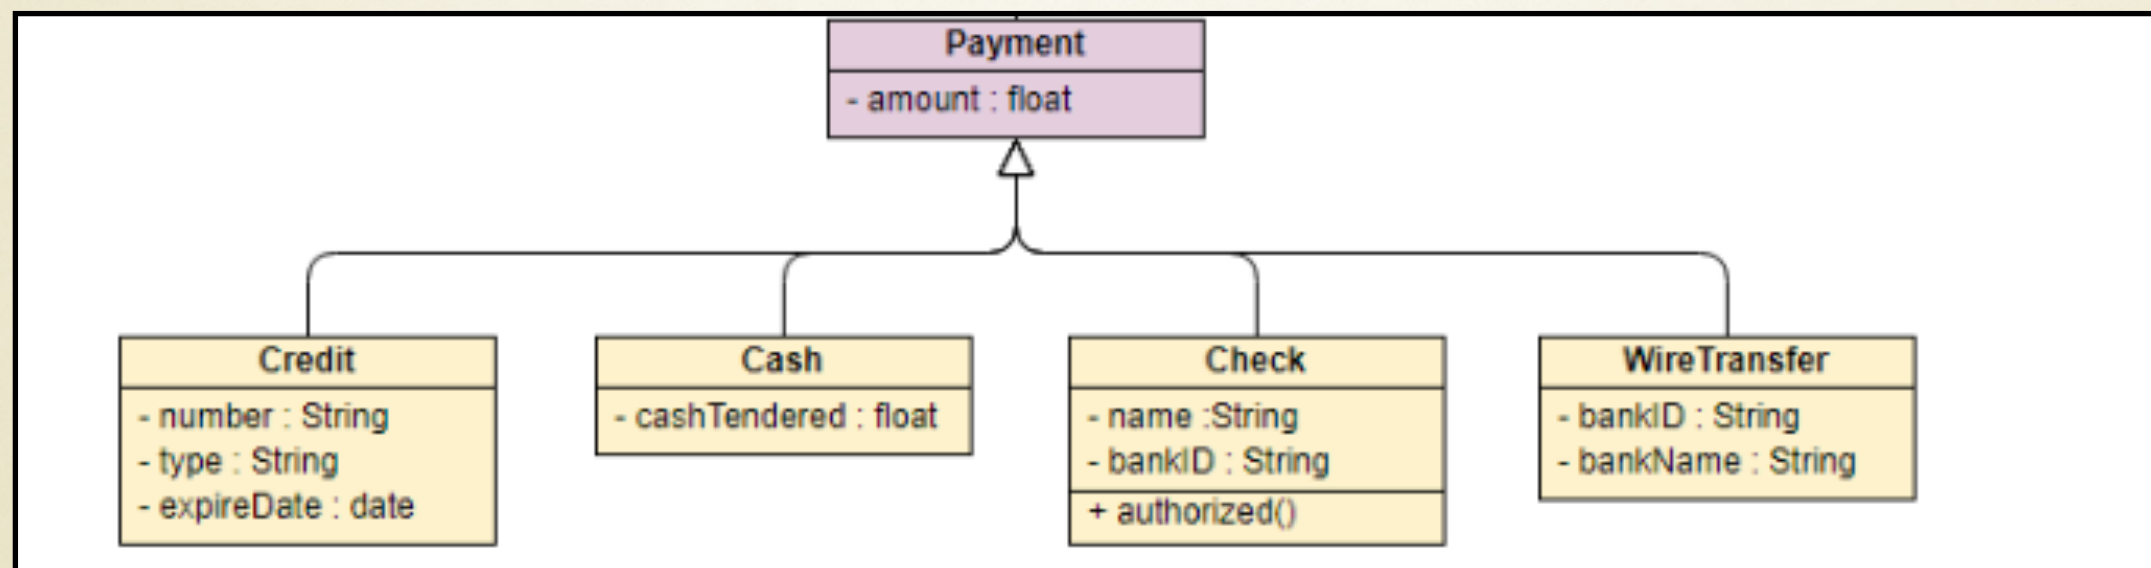 Payment
- amount : float
Credit
- number : String
- type : String
- expireDate : date
Cash
- cashTendered : float
Check
- name :String
- bankID : String
+ authorized()
WireTransfer
- bankID : String
- bankName : String